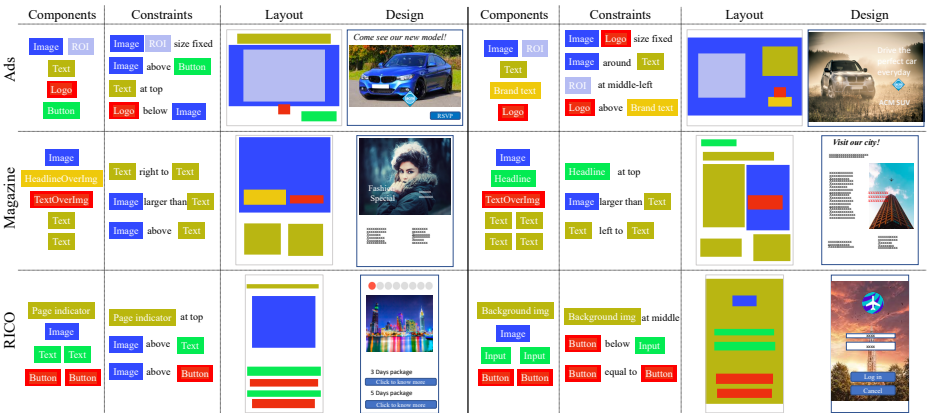 Components Constraints Layout Design Components Constraints Layout Design
Ads
Image ROI
Text
Logo
Button
Image ROI size fixed
Image above Button
Text at top
Logo below Image
Come see our new model!
RSVP
Image ROI
Text
Brand text
Logo
Image Logo size fixed
Image around Text
ROI at middle-left
Logo above Brand text
Drive the
perfect car
everyday
ACM SUV
Magazine
Image
HeadlineOverImg
TextOverImg
Text
Text
Text right to Text
Image larger than Text
Image above Text
Fashion
Special
Image
Headline
TextOverImg
Text Text
Text Text
Headline at top
Image larger than Text
Text left to Text
Visit our city!
RICO
Page indicator
Image
Text Text
Button Button
Page indicator at top
Image above Text
Image above Button
3 Days package
Click to know more
5 Days package
Click to know more
Background img
Image
Input Input
Button Button
Background img at middle
Button below Input
Button equal to Button
Log in
Cancel